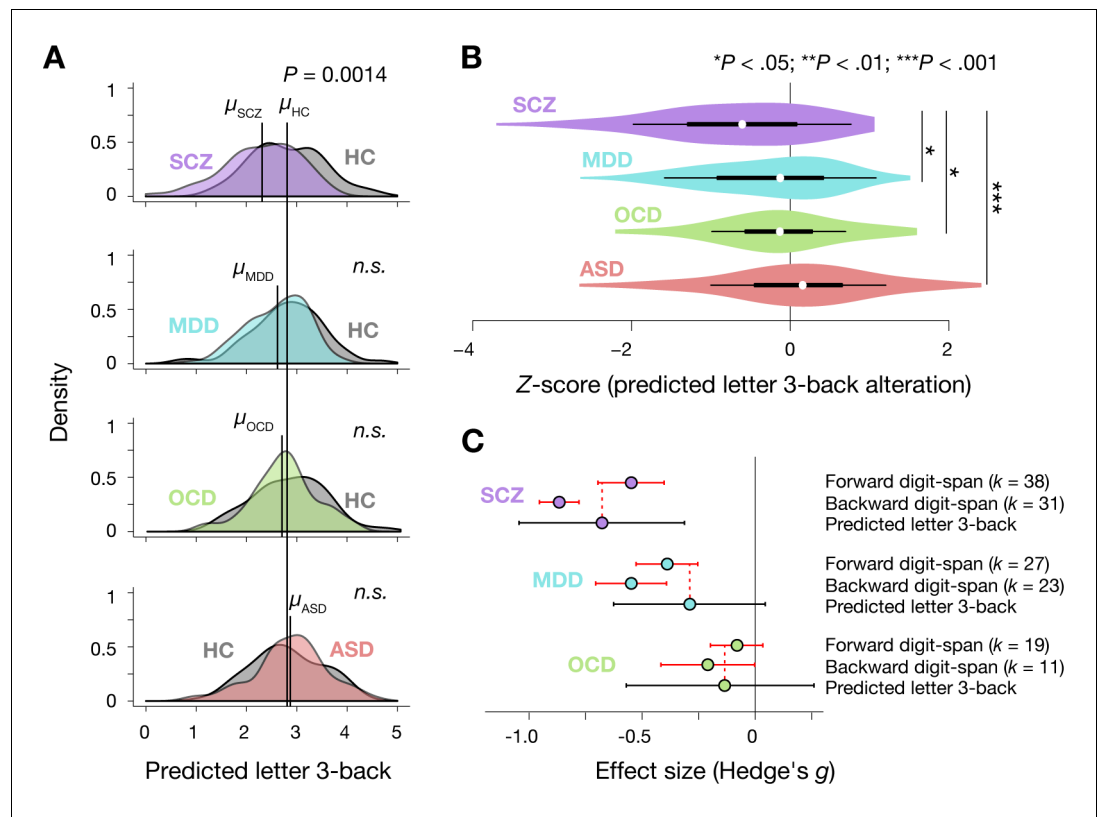 A
P = 0.0014
μSCZ μHC
1
0.5
0
SCZ
HC
μMDD
n.s.
1
0.5
0
MDD
HC
μOCD
n.s.
1
0.5
0
OCD
HC
n.s.
μASD
1
0.5
0
HC
ASD
0 1 2 3 4 5
Density
Predicted letter 3-back
B
*P < .05; **P < .01; ***P < .001
SCZ
MDD
OCD
ASD
*
*
***
−4 −2 0 2
Z-score (predicted letter 3-back alteration)
C
SCZ
Forward digit-span (k = 38)
Backward digit-span (k = 31)
Predicted letter 3-back
MDD
Forward digit-span (k = 27)
Backward digit-span (k = 23)
Predicted letter 3-back
OCD
Forward digit-span (k = 19)
Backward digit-span (k = 11)
Predicted letter 3-back
-1.0 -0.5 0
Effect size (Hedge's g)